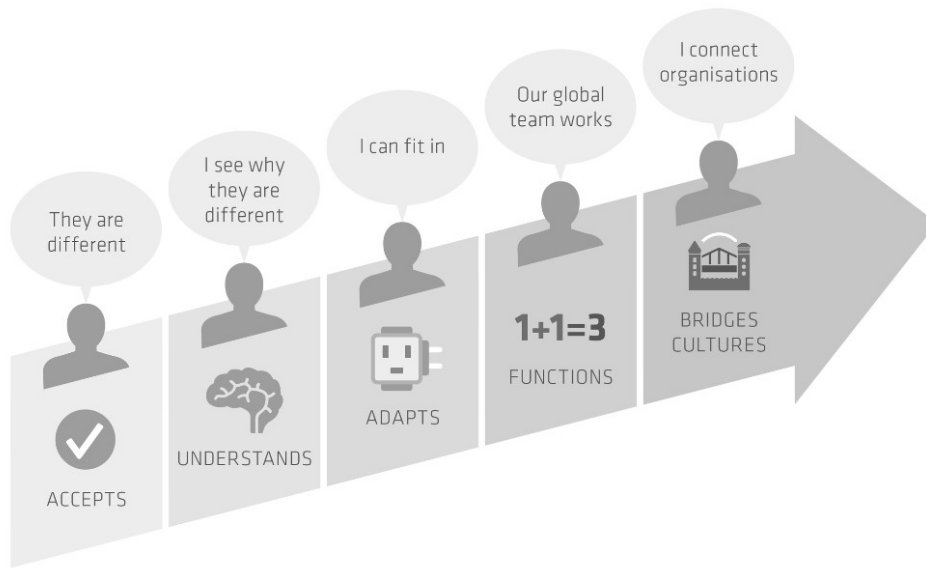 They are
different
ACCEPTS
I see why
they are
different
UNDERSTANDS
I can fit in
ADAPTS
Our global
team works
1+1=3
FUNCTIONS
I connect
organisations
BRIDGES
CULTURES